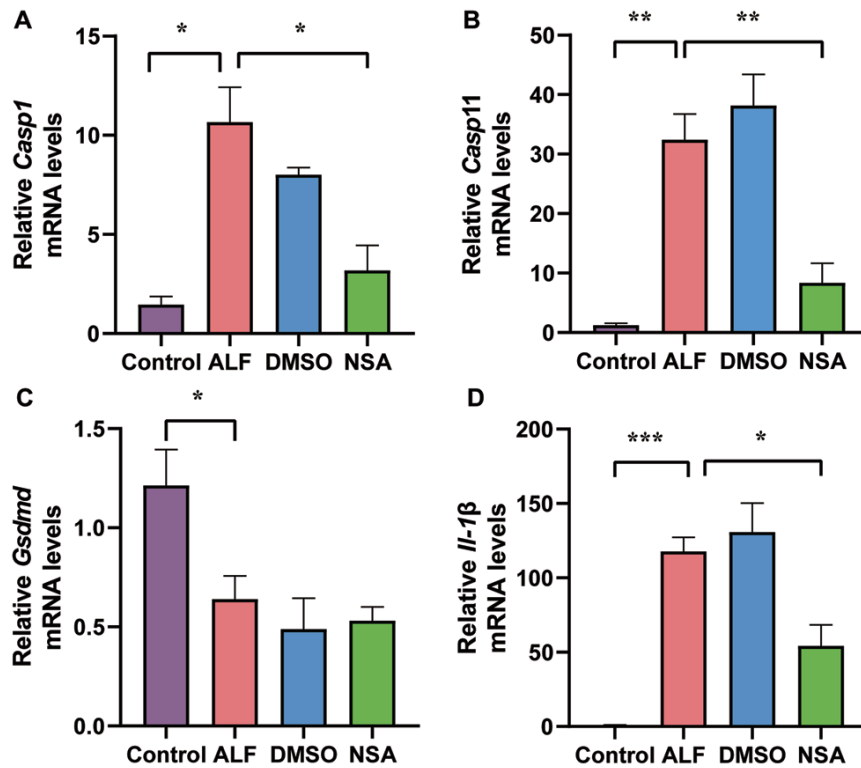 A
Relative Casp1
mRNA levels
15
10
5
0
*
*
Control ALF DMSO NSA
B
Relative Casp11
mRNA levels
50
40
30
20
10
0
**
**
Control ALF DMSO NSA
C
Relative Gsdmd
mRNA levels
1.5
1.0
0.5
0.0
*
Control ALF DMSO NSA
D
Relative Il-1β
mRNA levels
200
150
100
50
0
***
*
Control ALF DMSO NSA